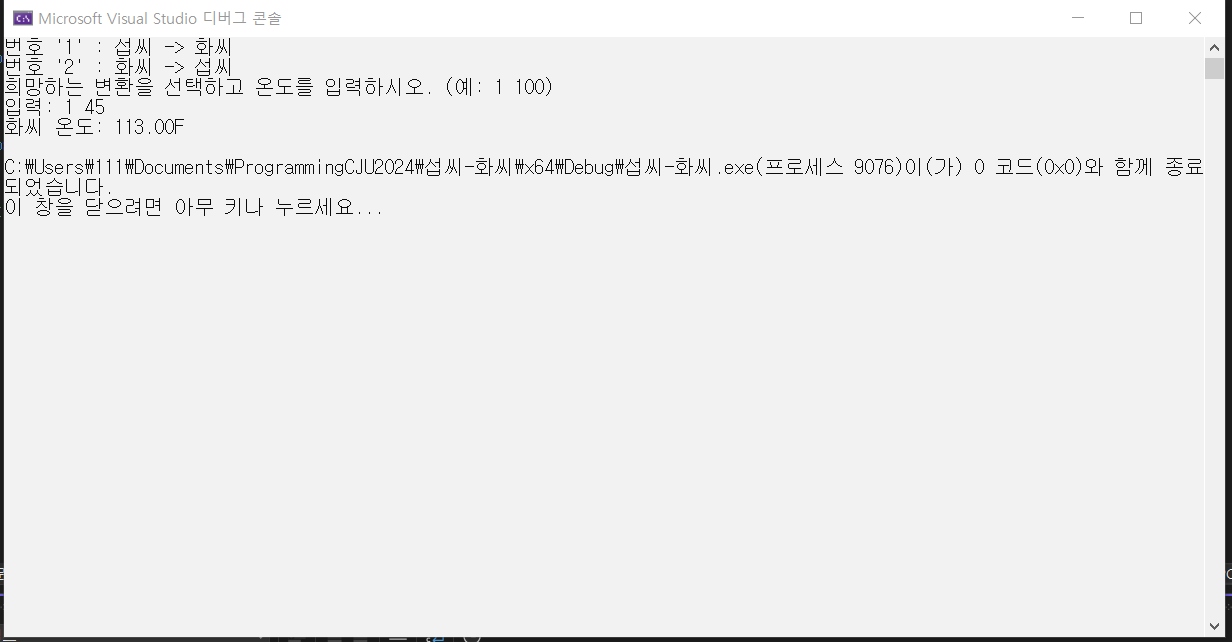 Microsoft Visual Studio 디버그 콘솔
번호 '1' : 섭씨 -> 화씨
번호 '2' : 화씨 -> 섭씨
희망하는 변환을 선택하고 온도를 입력하시오. (예: 1 100)
입력: 1 45
화씨 온도: 113.00F
C:\Users\111\Documents\ProgrammingCJU2024\섭씨-화씨\x64\Debug\섭씨-화씨.exe(프로세스 9076)이(가) 0 코드(0x0)와 함께 종료
되었습니다.
이 창을 닫으려면 아무 키나 누르세요...